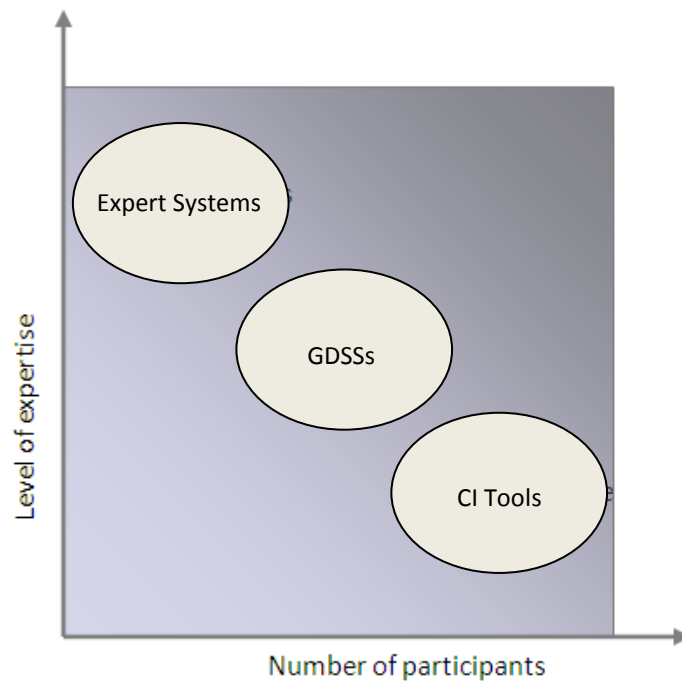 Expert Systems
GDSSs
CI Tools
Level of expertise
Number of participants